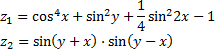 z₁ = cos⁴x + sin²y + 1/4 sin²2x − 1
z₂ = sin(y + x) · sin(y − x)